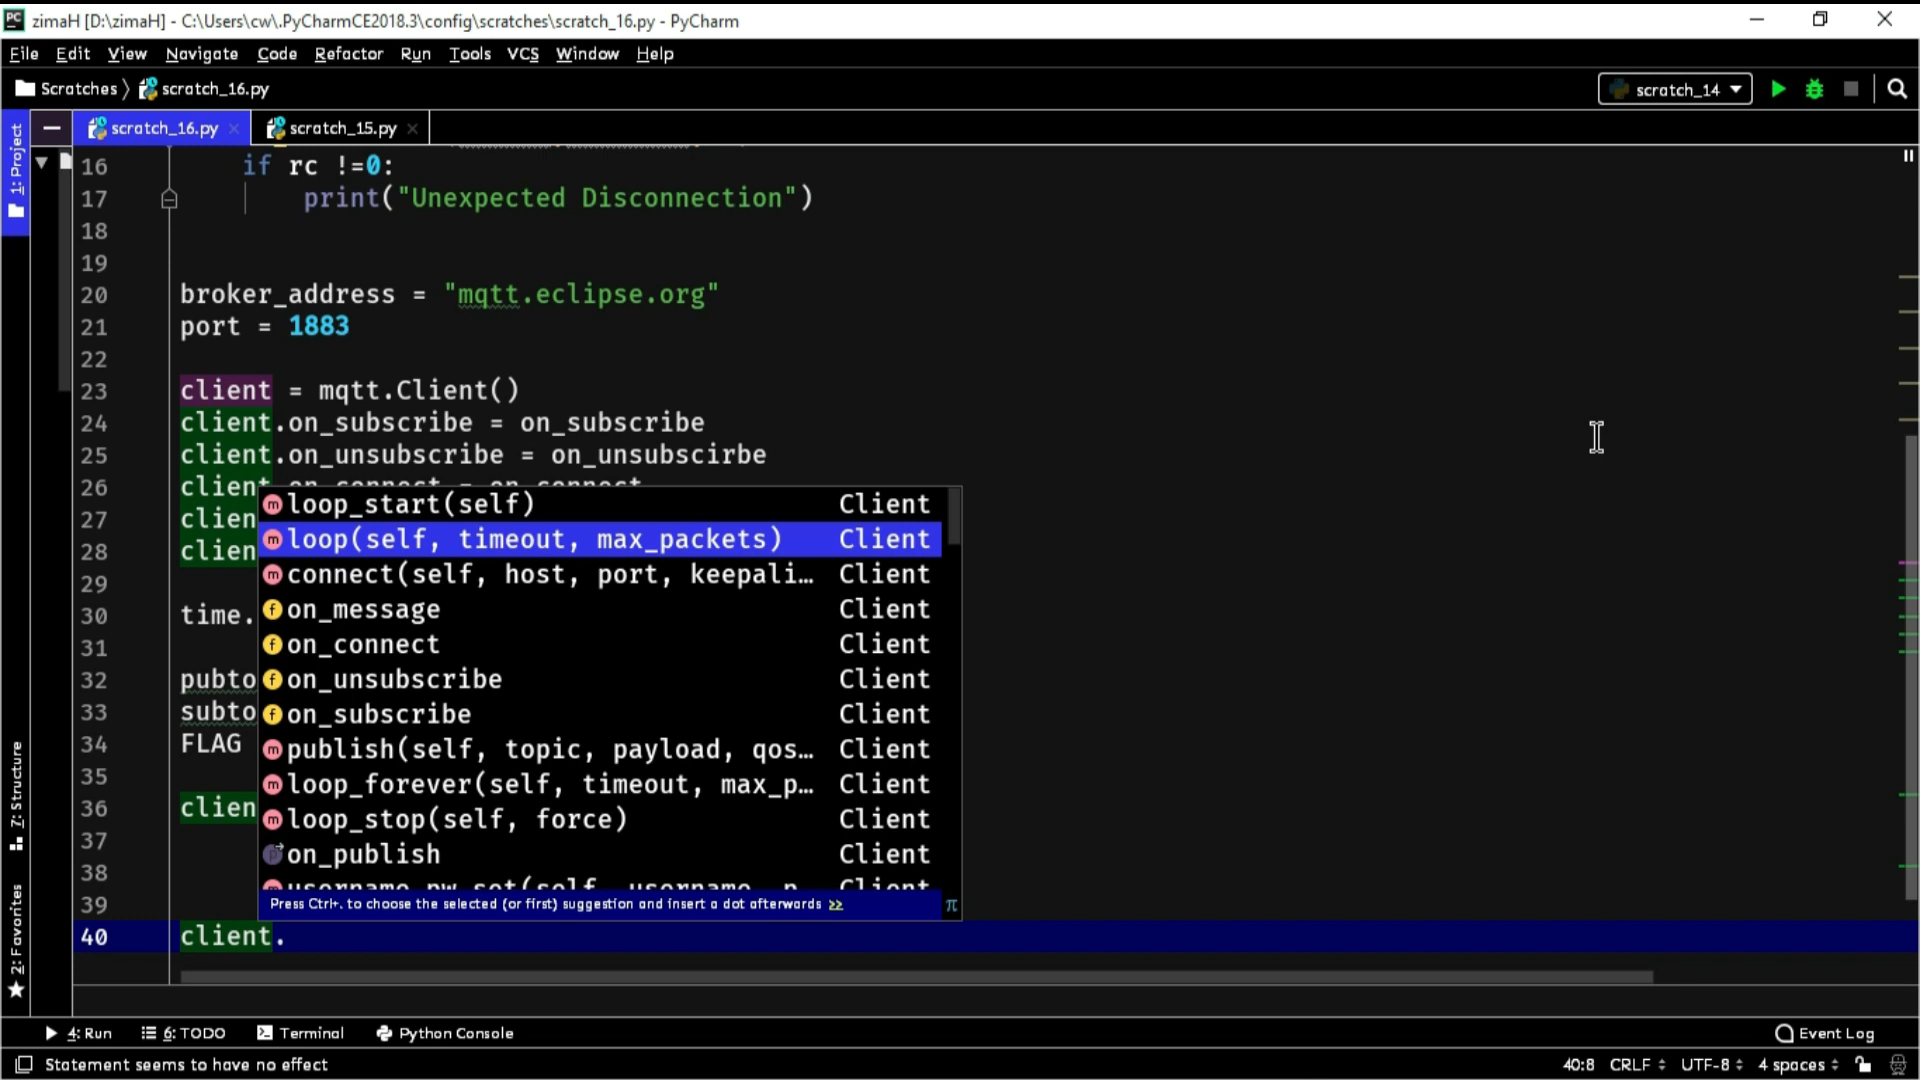 zimaH [D:\zimaH] - C:\Users\cw\.PyCharmCE2018.3\config\scratches\scratch_16.py - PyCharm
File Edit View Navigate Code Refactor Run Tools VCS Window Help
Scratches scratch_16.py scratch_14
scratch_16.py scratch_15.py
1: Project
7: Structure
2: Favorites
16 if rc !=0:
17 print("Unexpected Disconnection")
18
19
20 broker_address = "mqtt.eclipse.org"
21 port = 1883
22
23 client = mqtt.Client()
24 client.on_subscribe = on_subscribe
25 client.on_unsubscribe = on_unsubscirbe
26 client.on_connect = on_connect
27 clien
28 clien
29
30 time.
31
32 pubto
33 subto
34 FLAG
35
36 clien
37
38
39
40 client.
loop_start(self) Client
loop(self, timeout, max_packets) Client
connect(self, host, port, keepali… Client
on_message Client
on_connect Client
on_unsubscribe Client
on_subscribe Client
publish(self, topic, payload, qos… Client
loop_forever(self, timeout, max_p… Client
loop_stop(self, force) Client
on_publish Client
username_pw_set(self, username, p… Client
Press Ctrl+. to choose the selected (or first) suggestion and insert a dot afterwards >> π
4: Run 6: TODO Terminal Python Console Event Log
Statement seems to have no effect 40:8 CRLF UTF-8 4 spaces